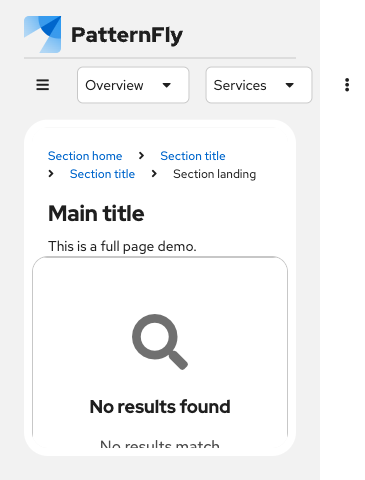 PatternFly
Overview Services
Section home Section title
Section title Section landing
Main title
This is a full page demo.
No results found
No results match